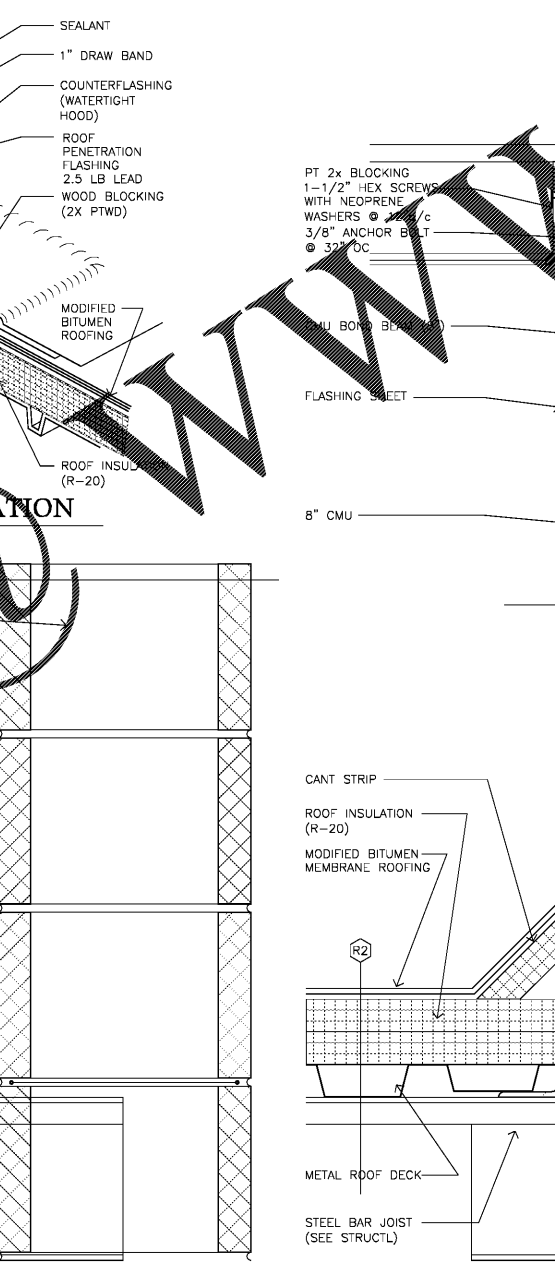 SEALANT
1" DRAW BAND
COUNTERFLASHING
(WATERTIGHT
HOOD)
ROOF
PENETRATION
FLASHING
2.5 LB LEAD
WOOD BLOCKING
(2X PTWD)
MODIFIED
BITUMEN
ROOFING
ROOF INSULATION
(R-20)
ATION
PT 2x BLOCKING
1-1/2" HEX SCREWS
WITH NEOPRENE
WASHERS @ o/c
3/8" ANCHOR BOLT
@ 32" OC
CMU BOND BEAM (8")
FLASHING SHEET
8" CMU
CANT STRIP
ROOF INSULATION
(R-20)
MODIFIED BITUMEN
MEMBRANE ROOFING
R2
METAL ROOF DECK
STEEL BAR JOIST
(SEE STRUCTL)
WWW